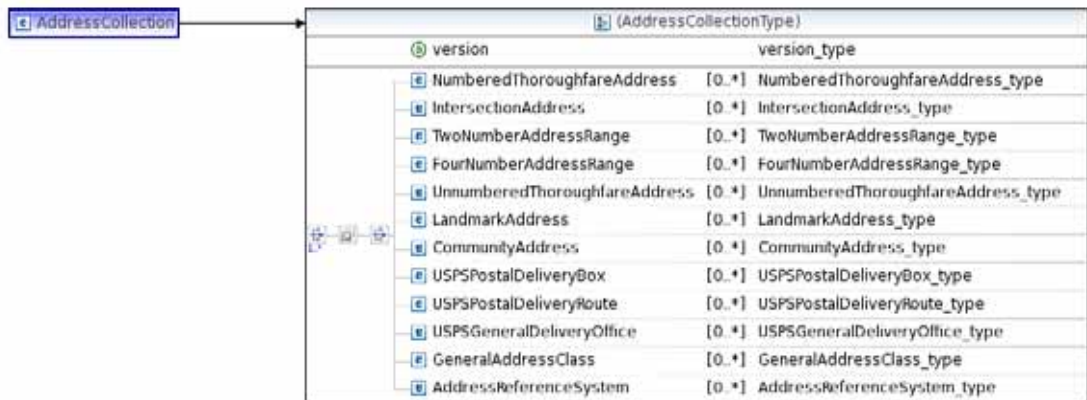 AddressCollection
(AddressCollectionType)
version version_type
NumberedThoroughfareAddress [0..*] NumberedThoroughfareAddress_type
IntersectionAddress [0..*] IntersectionAddress_type
TwoNumberAddressRange [0..*] TwoNumberAddressRange_type
FourNumberAddressRange [0..*] FourNumberAddressRange_type
UnnumberedThoroughfareAddress [0..*] UnnumberedThoroughfareAddress_type
LandmarkAddress [0..*] LandmarkAddress_type
CommunityAddress [0..*] CommunityAddress_type
USPSPostalDeliveryBox [0..*] USPSPostalDeliveryBox_type
USPSPostalDeliveryRoute [0..*] USPSPostalDeliveryRoute_type
USPSGeneralDeliveryOffice [0..*] USPSGeneralDeliveryOffice_type
GeneralAddressClass [0..*] GeneralAddressClass_type
AddressReferenceSystem [0..*] AddressReferenceSystem_type